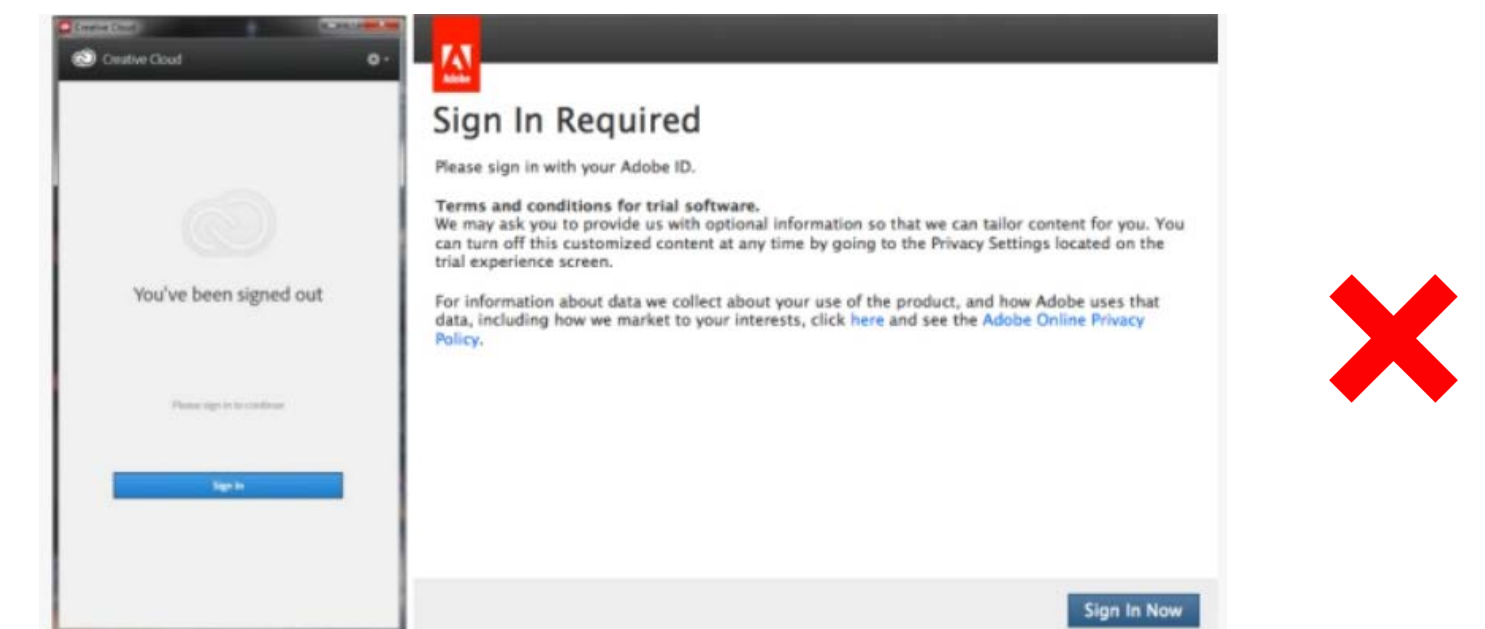 Creative Cloud
Creative Cloud
You've been signed out
Please sign in to continue
Sign In
Adobe
Sign In Required
Please sign in with your Adobe ID.
Terms and conditions for trial software.
We may ask you to provide us with optional information so that we can tailor content for you. You
can turn off this customized content at any time by going to the Privacy Settings located on the
trial experience screen.
For information about data we collect about your use of the product, and how Adobe uses that
data, including how we market to your interests, click here and see the Adobe Online Privacy
Policy.
Sign In Now